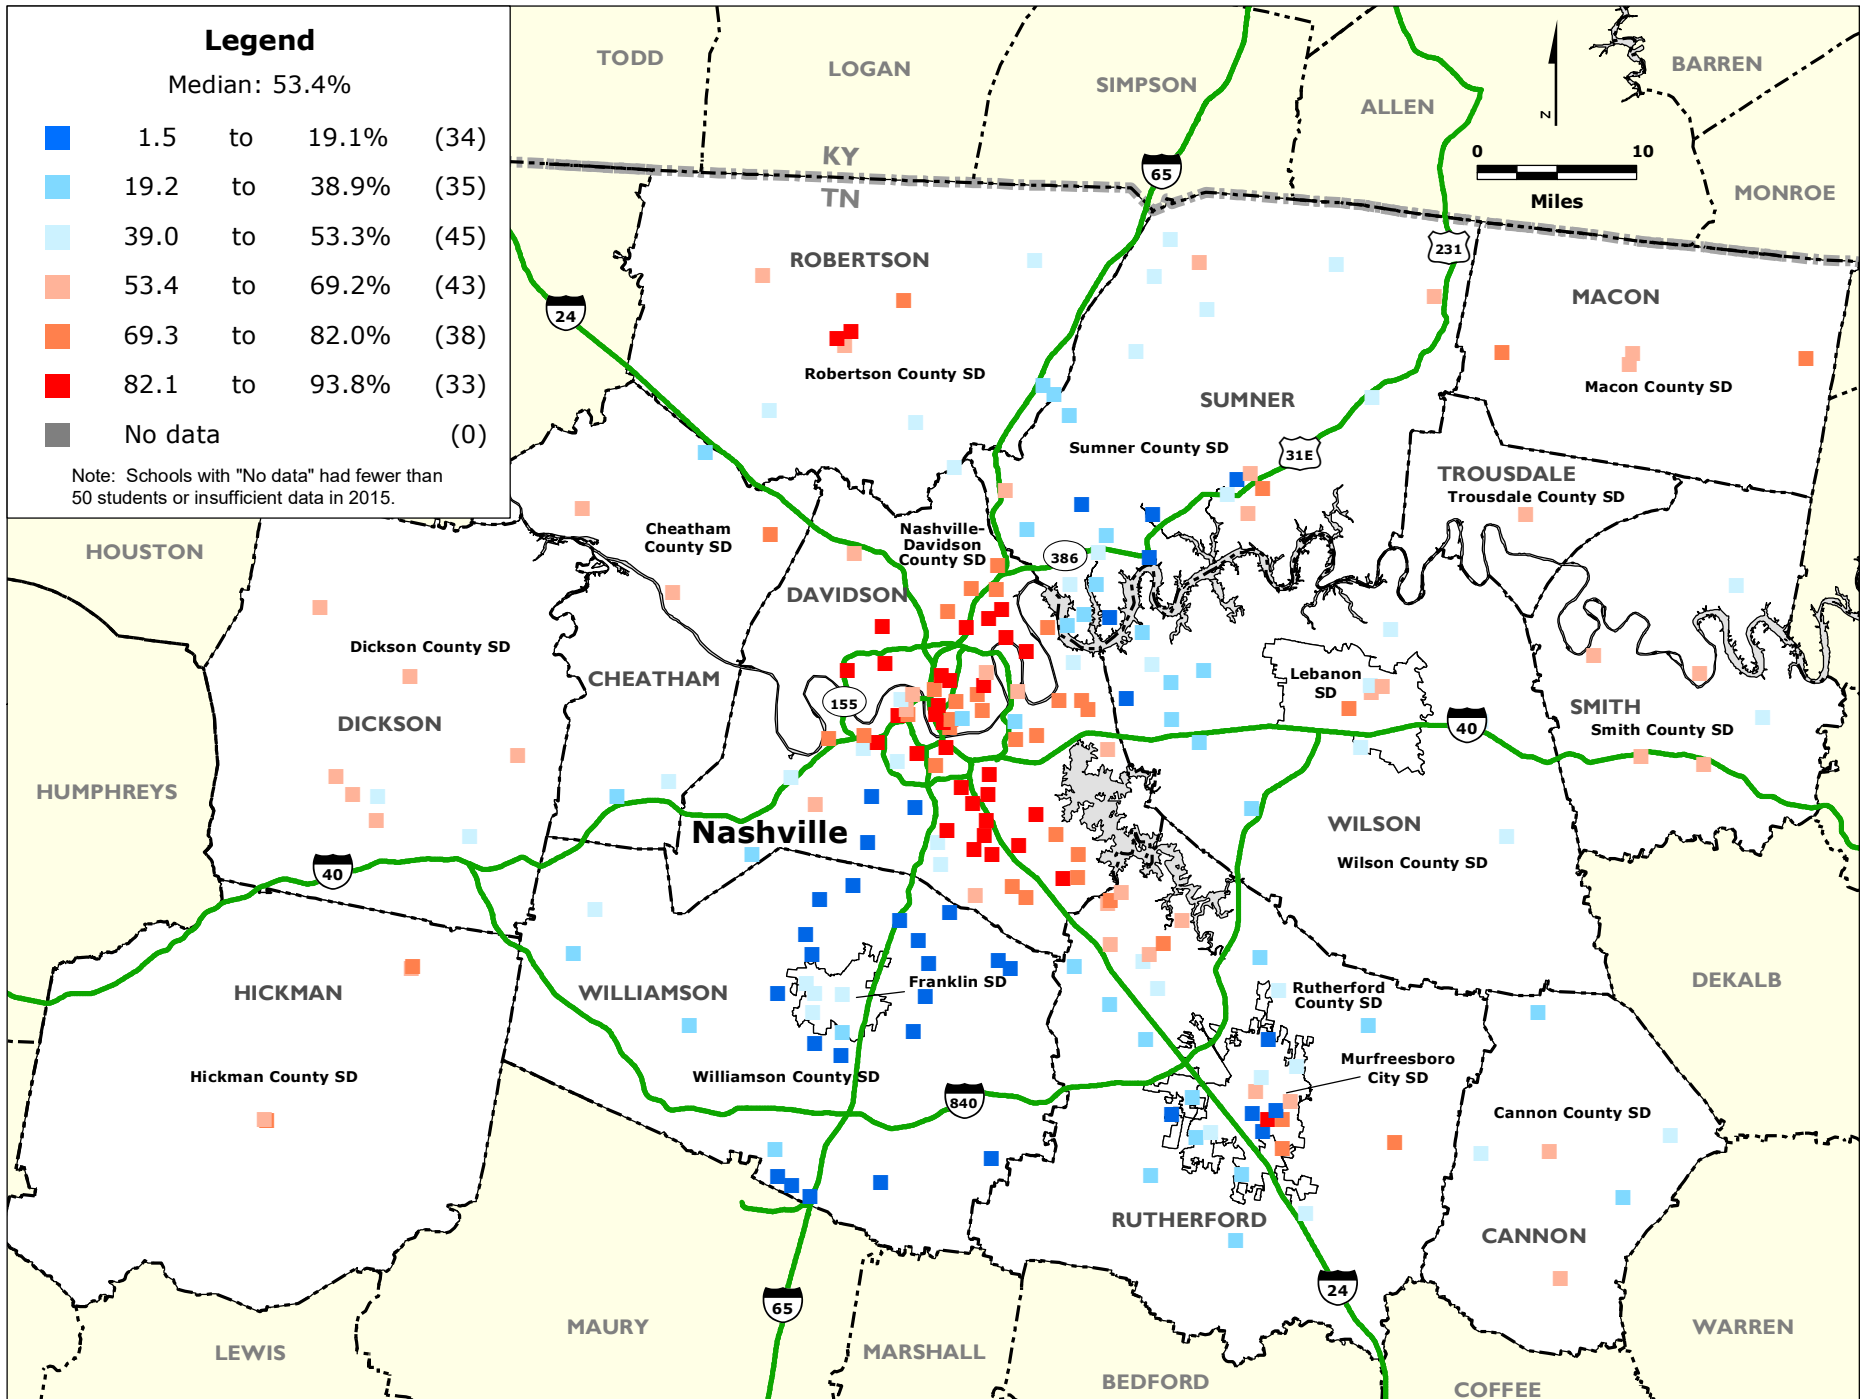 Legend
Median: 53.4%
1.5 to 19.1% (34)
19.2 to 38.9% (35)
39.0 to 53.3% (45)
53.4 to 69.2% (43)
69.3 to 82.0% (38)
82.1 to 93.8% (33)
No data (0)
Note: Schools with "No data" had fewer than
50 students or insufficient data in 2015.
TODD
LOGAN
SIMPSON
ALLEN
BARREN
MONROE
N
0 10
Miles
KY
TN
65
231
24
ROBERTSON
MACON
Robertson County SD
Macon County SD
SUMNER
Sumner County SD
31E
TROUSDALE
Trousdale County SD
HOUSTON
Cheatham
County SD
Nashville-
Davidson
County SD
386
DAVIDSON
Dickson County SD
CHEATHAM
Lebanon
SD
155
DICKSON
SMITH
Smith County SD
40
HUMPHREYS
Nashville
WILSON
Wilson County SD
40
HICKMAN
WILLIAMSON
Franklin SD
Rutherford
County SD
DEKALB
Murfreesboro
City SD
Hickman County SD
Williamson County SD
840
Cannon County SD
RUTHERFORD
CANNON
24
65
MAURY
LEWIS
MARSHALL
BEDFORD
COFFEE
WARREN